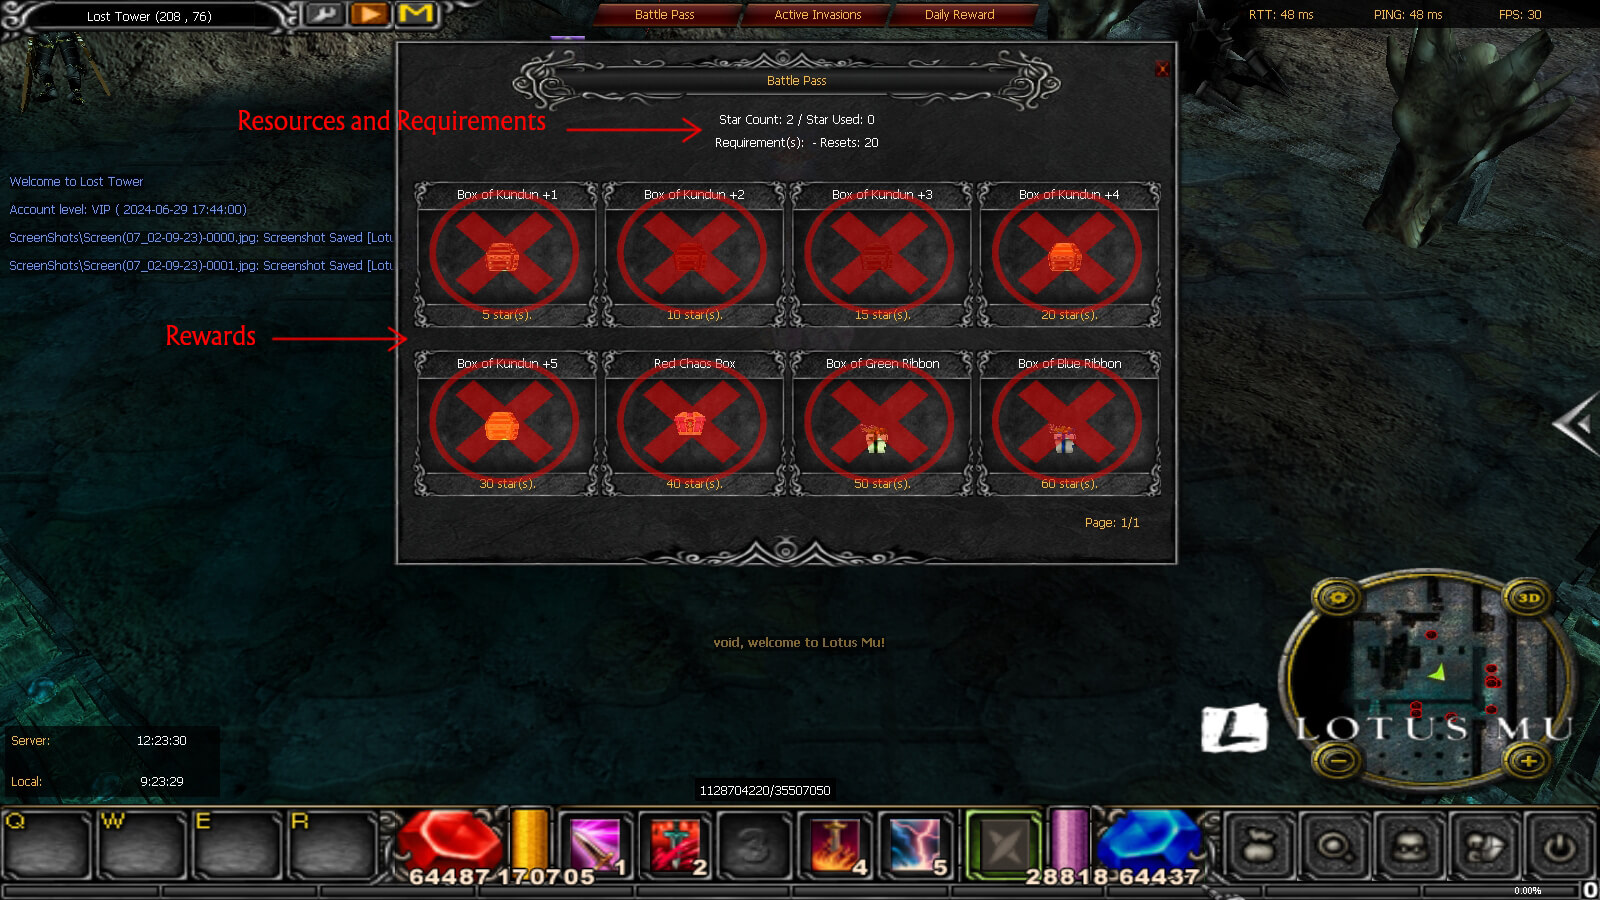 Lost Tower (208 , 76)
Battle Pass
Active Invasions
Daily Reward
RTT: 48 ms
PING: 48 ms
FPS: 30
Battle Pass
Resources and Requirements
Star Count: 2 / Star Used: 0
Requirement(s): - Resets: 20
Welcome to Lost Tower
Account level: VIP ( 2024-06-29 17:44:00)
ScreenShots\Screen(07_02-09-23)-0000.jpg: Screenshot Saved [Lotu
ScreenShots\Screen(07_02-09-23)-0001.jpg: Screenshot Saved [Lotu
Box of Kundun +1
Box of Kundun +2
Box of Kundun +3
Box of Kundun +4
5 star(s).
10 star(s).
15 star(s).
20 star(s).
Rewards
Box of Kundun +5
Red Chaos Box
Box of Green Ribbon
Box of Blue Ribbon
30 star(s).
40 star(s).
50 star(s).
60 star(s).
Page: 1/1
void, welcome to Lotus Mu!
3D
L LOTUS MU
Server: 12:23:30
Local: 9:23:29
1128704220/35507050
Q W E R
1 2 3 4 5
64487 170705
28818 64437
0.00% 0